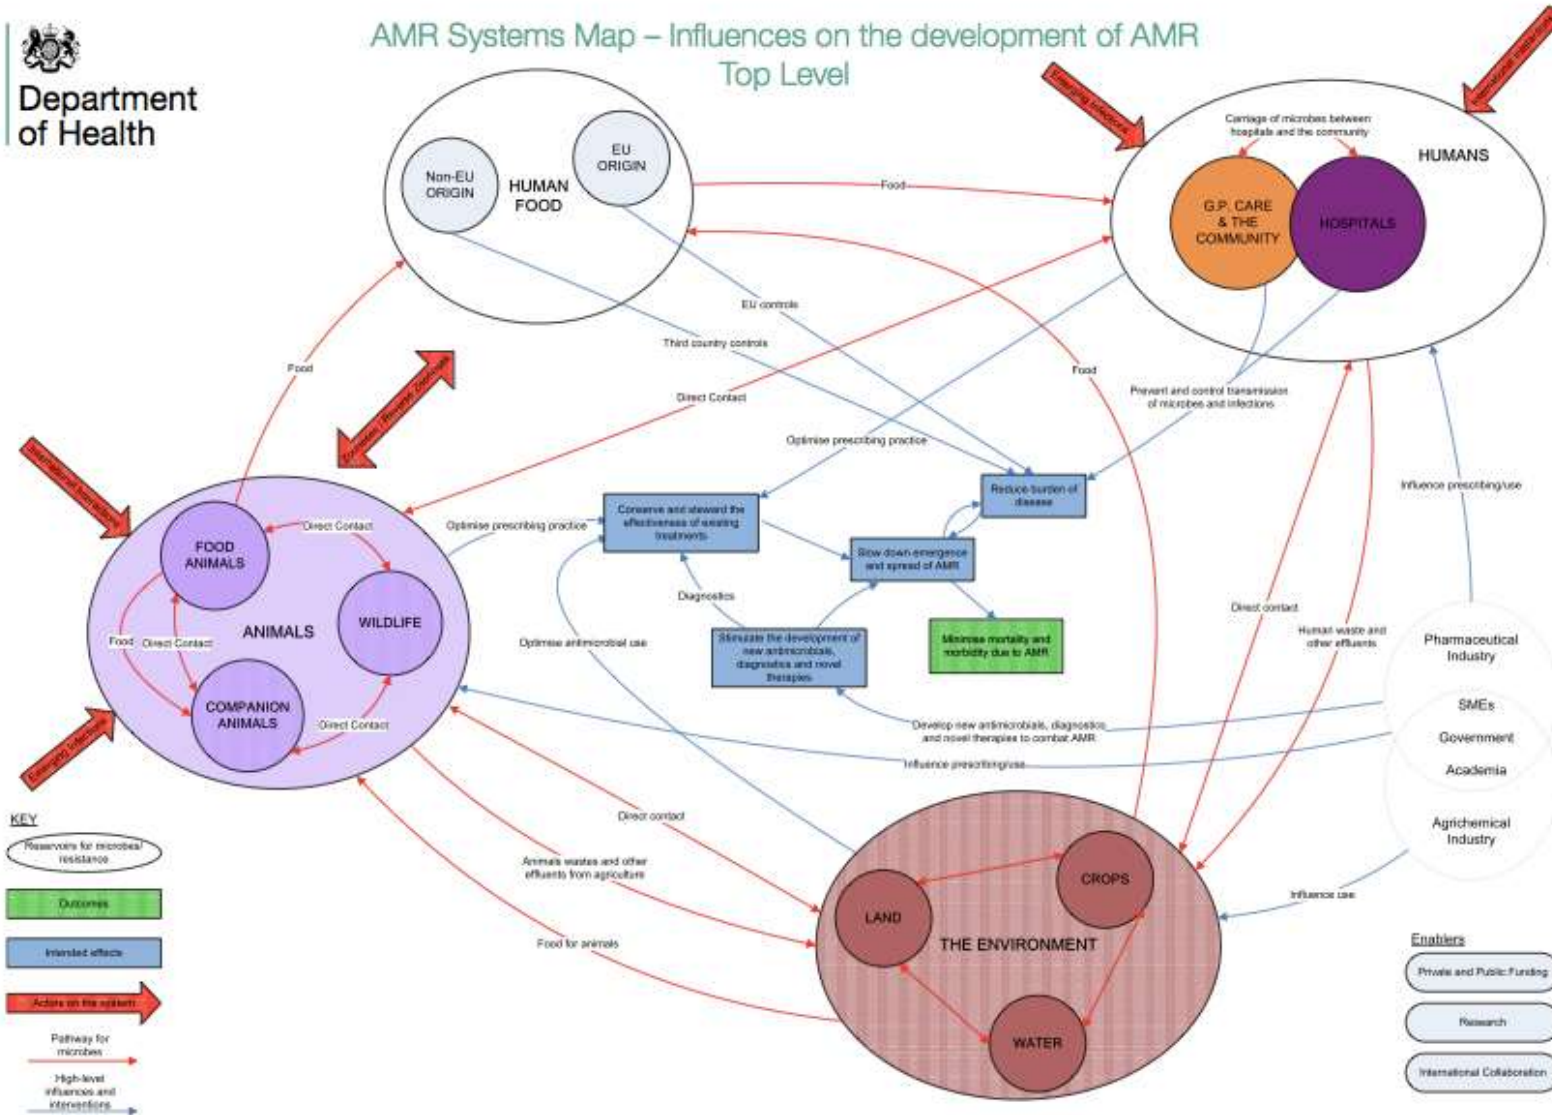 AMR Systems Map – Influences on the development of AMR
Top Level
Department
of Health
Non-EU
ORIGIN
EU
ORIGIN
HUMAN
FOOD
Emerging Infections
Carriage of microbes between
hospitals and the community
HUMANS
G.P. CARE
& THE
COMMUNITY
HOSPITALS
Food
EU controls
Third country controls
Food
Food
Direct Contact
Prevent and control transmission
of microbes and infections
Optimise prescribing practice
Influence prescribing/use
International Interactions
FOOD
ANIMALS
Direct Contact
WILDLIFE
ANIMALS
Food
Direct Contact
COMPANION
ANIMALS
Direct Contact
Optimise prescribing practice
Conserve and steward the
effectiveness of existing
treatments
Reduce burden of
disease
Slow down emergence
and spread of AMR
Diagnostics
Stimulate the development of
new antimicrobials,
diagnostics and novel
therapies
Minimise mortality and
morbidity due to AMR
Optimise antimicrobial use
Direct contact
Human waste and
other effluents
Pharmaceutical
Industry
SMEs
Government
Academia
Agrichemical
Industry
Develop new antimicrobials, diagnostics
and novel therapies to combat AMR
Influence prescribing/use
Direct contact
Animals wastes and other
effluents from agriculture
Food for animals
LAND
CROPS
THE ENVIRONMENT
WATER
Influence use
KEY
Reservoirs for microbes/
resistance
Outcomes
Intended effects
Actors on the system
Pathway for
microbes
High-level
influences and
interventions
Enablers
Private and Public Funding
Research
International Collaboration